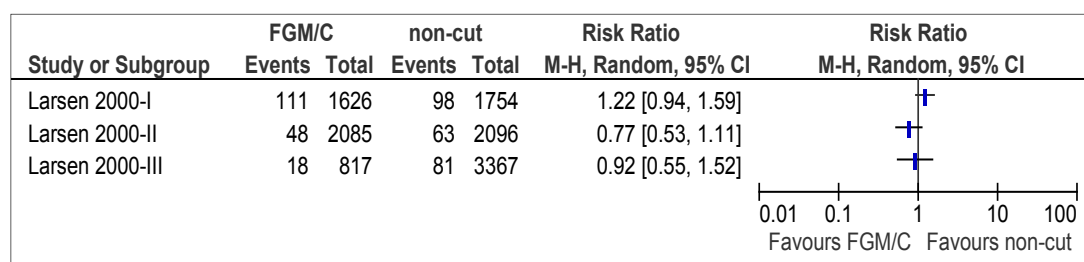 FGM/C non-cut Risk Ratio Risk Ratio
Study or Subgroup Events Total Events Total M-H, Random, 95% CI M-H, Random, 95% CI
Larsen 2000-I 111 1626 98 1754 1.22 [0.94, 1.59]
Larsen 2000-II 48 2085 63 2096 0.77 [0.53, 1.11]
Larsen 2000-III 18 817 81 3367 0.92 [0.55, 1.52]
0.01 0.1 1 10 100
Favours FGM/C Favours non-cut